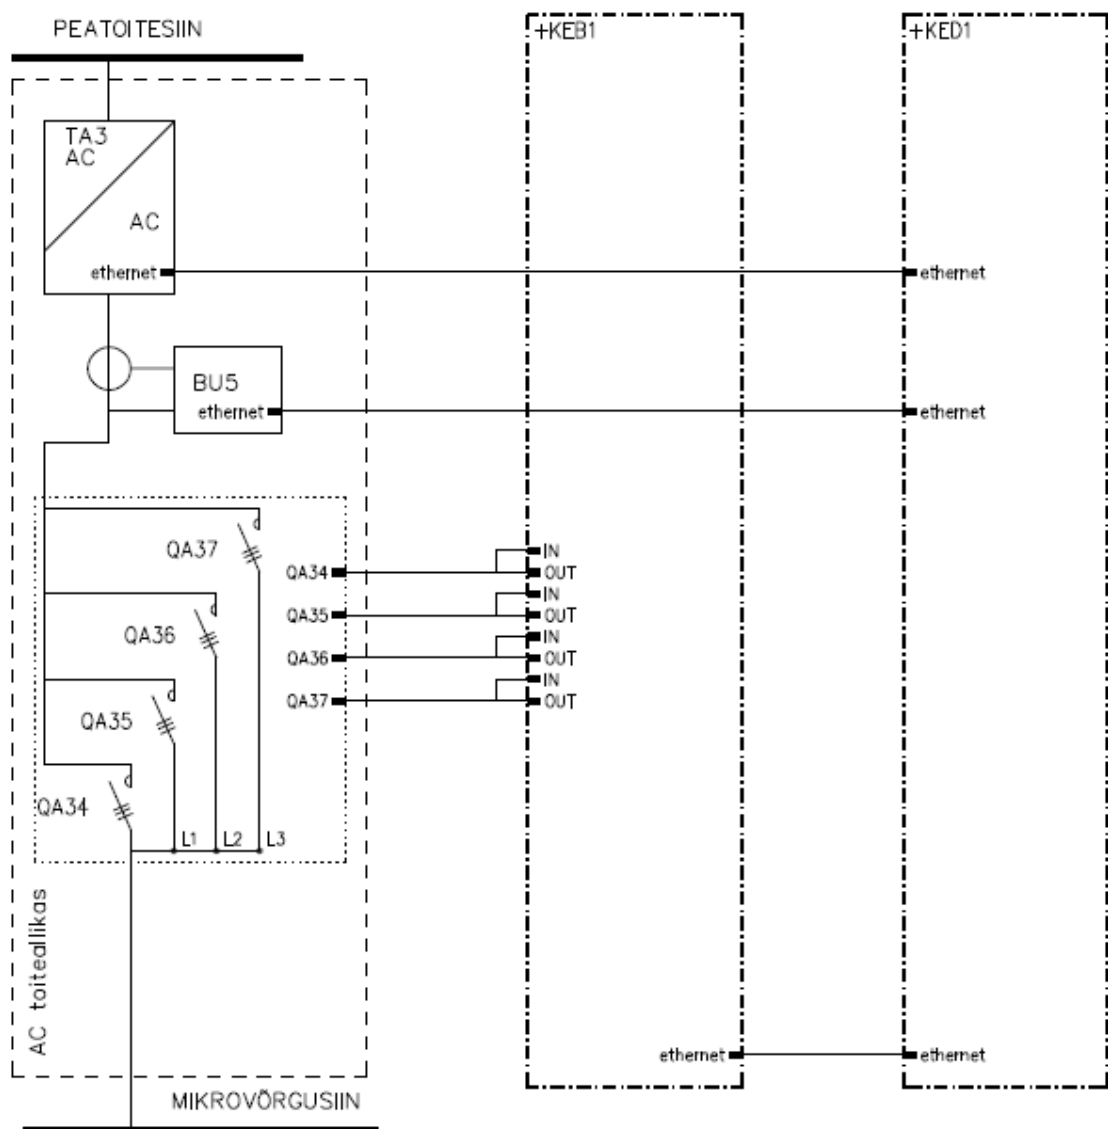 PEATOITESIIN
+KEB1
+KED1
TA3
AC
AC
ethernet
ethernet
BU5
ethernet
ethernet
QA37
QA36
QA35
QA34
QA34
QA35
QA36
QA37
IN
OUT
IN
OUT
IN
OUT
IN
OUT
L1
L2
L3
AC toiteallikas
ethernet
ethernet
MIKROVÕRGUSIIN